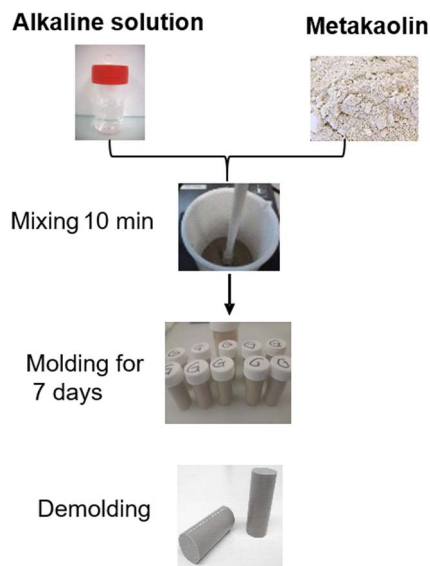 Alkaline solution
Metakaolin
Mixing 10 min
Molding for
7 days
G
G
G
G
G
G
Demolding